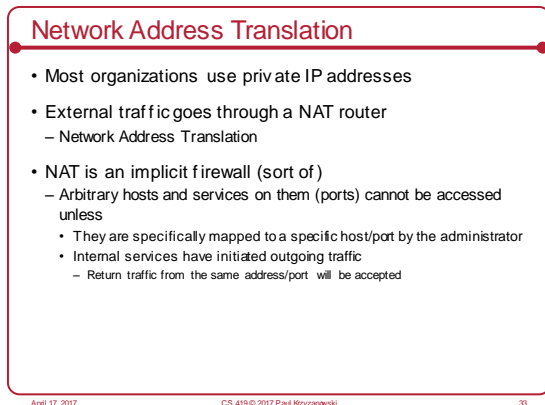 Network Address Translation
• Most organizations use private IP addresses
• External traffic goes through a NAT router
– Network Address Translation
• NAT is an implicit firewall (sort of)
– Arbitrary hosts and services on them (ports) cannot be accessed
unless
• They are specifically mapped to a specific host/port by the administrator
• Internal services have initiated outgoing traffic
– Return traffic from the same address/port will be accepted
April 17, 2017
CS 419 © 2017 Paul Krzyzanowski
33